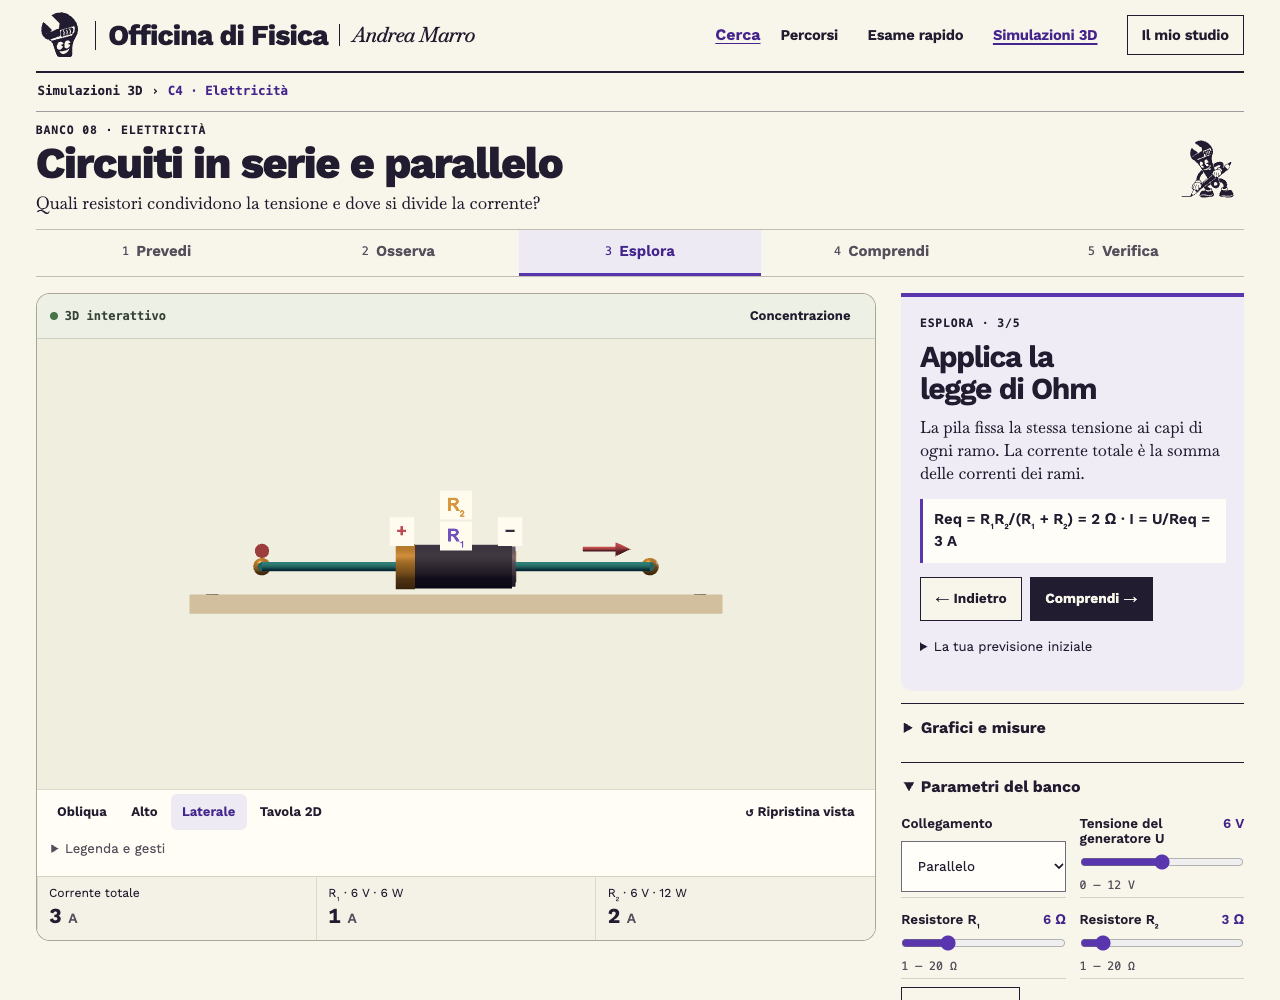 Officina di Fisica
Andrea Marro
Cerca
Percorsi
Esame rapido
Simulazioni 3D
Il mio studio
Simulazioni 3D › C4 · Elettricità
BANCO 08 · ELETTRICITÀ
Circuiti in serie e parallelo
Quali resistori condividono la tensione e dove si divide la corrente?
1 Prevedi
2 Osserva
3 Esplora
4 Comprendi
5 Verifica
3D interattivo
Concentrazione
R₂
+
R₁
−
Obliqua
Alto
Laterale
Tavola 2D
↺ Ripristina vista
▶ Legenda e gesti
Corrente totale
3 A
R₁ · 6 V · 6 W
1 A
R₂ · 6 V · 12 W
2 A
ESPLORA · 3/5
Applica la
legge di Ohm
La pila fissa la stessa tensione ai capi di
ogni ramo. La corrente totale è la somma
delle correnti dei rami.
Req = R₁R₂/(R₁ + R₂) = 2 Ω · I = U/Req =
3 A
← Indietro
Comprendi →
▶ La tua previsione iniziale
▶ Grafici e misure
▼ Parametri del banco
Collegamento
Parallelo
Tensione del
generatore U
6 V
0 — 12 V
Resistore R₁
6 Ω
1 — 20 Ω
Resistore R₂
3 Ω
1 — 20 Ω